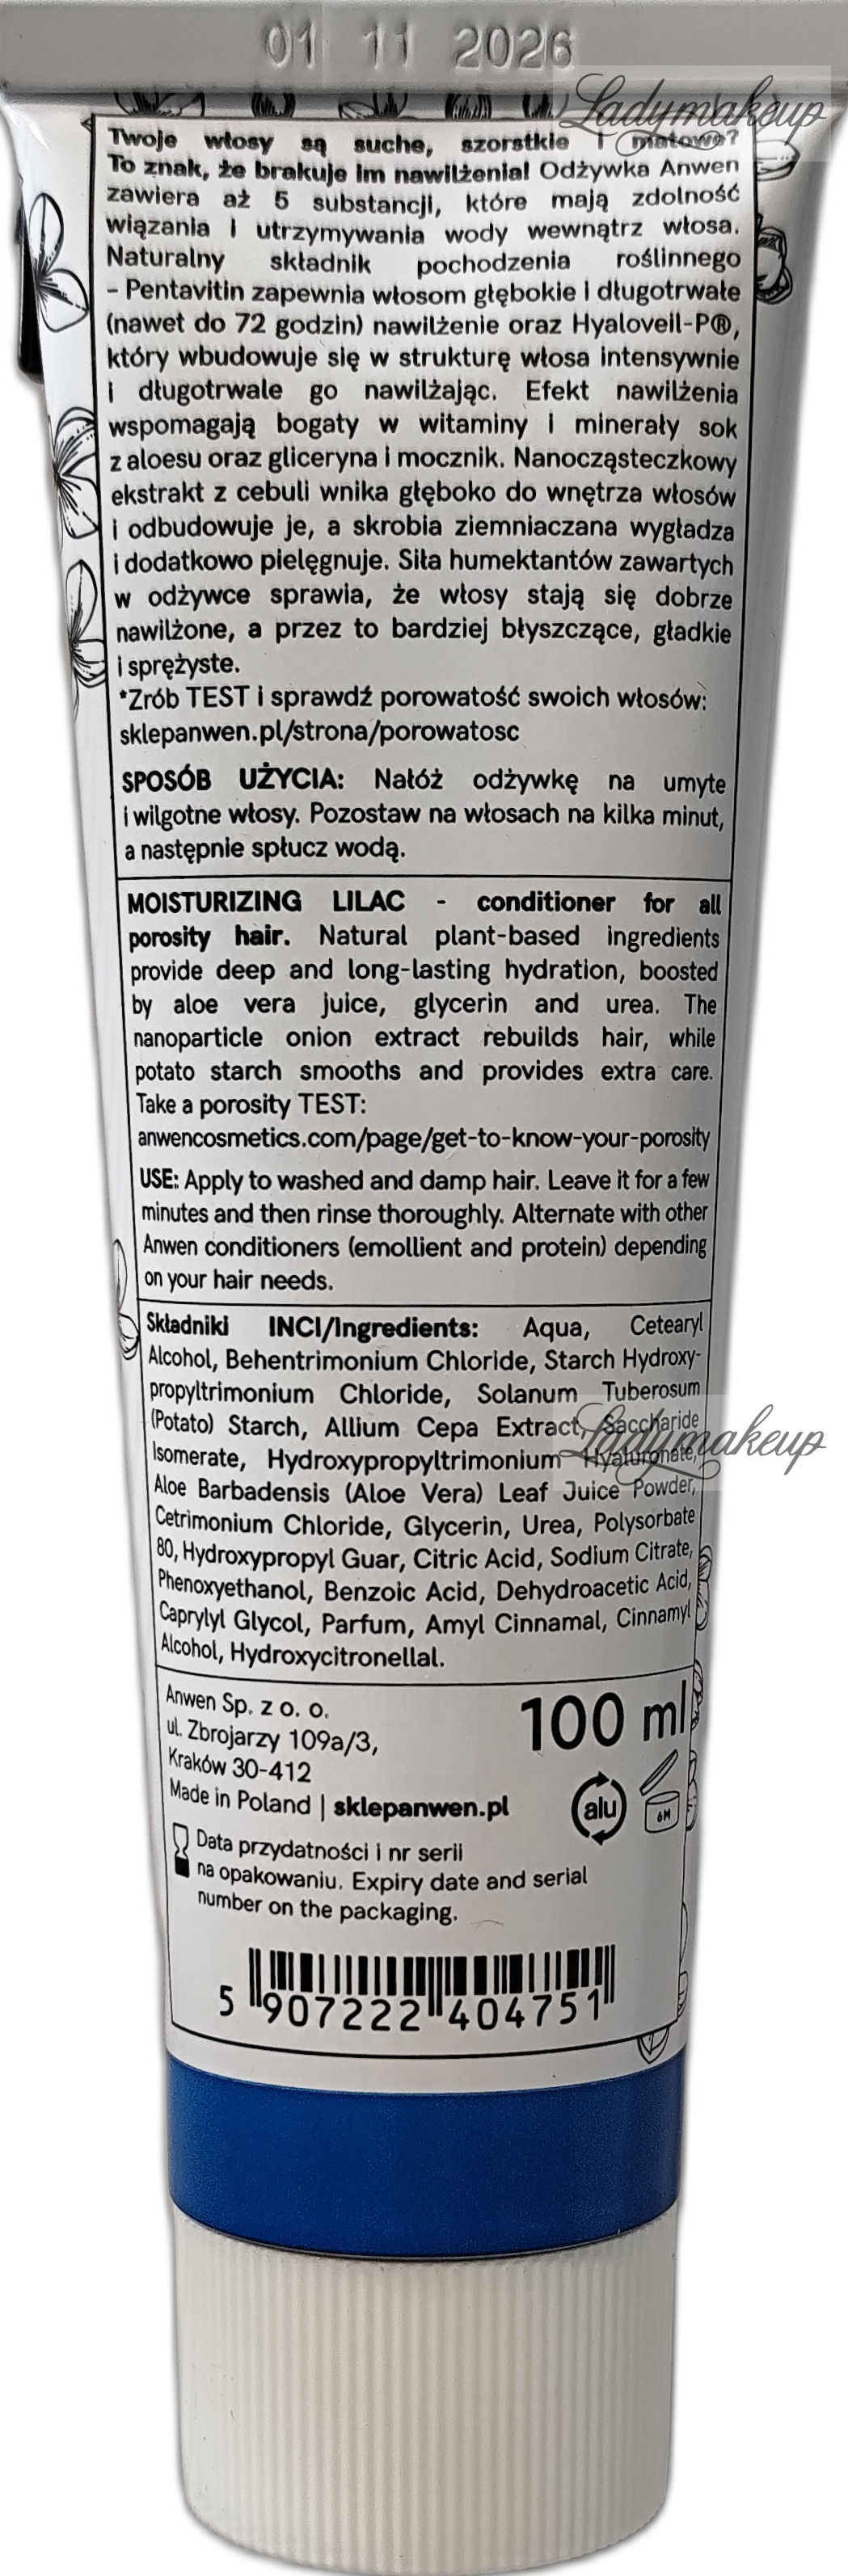 01 11 2026
Ladymakeup
Twoje włosy są suche, szorstkie i matowe?
To znak, że brakuje im nawilżenia! Odżywka Anwen
zawiera aż 5 substancji, które mają zdolność
wiązania i utrzymywania wody wewnątrz włosa.
Naturalny składnik pochodzenia roślinnego
- Pentavitin zapewnia włosom głębokie i długotrwałe
(nawet do 72 godzin) nawilżenie oraz Hyaloveil-P®,
który wbudowuje się w strukturę włosa intensywnie
i długotrwale go nawilżając. Efekt nawilżenia
wspomagają bogaty w witaminy i minerały sok
z aloesu oraz gliceryna i mocznik. Nanocząsteczkowy
ekstrakt z cebuli wnika głęboko do wnętrza włosów
i odbudowuje je, a skrobia ziemniaczana wygładza
i dodatkowo pielęgnuje. Siła humektantów zawartych
w odżywce sprawia, że włosy stają się dobrze
nawilżone, a przez to bardziej błyszczące, gładkie
i sprężyste.
*Zrób TEST i sprawdź porowatość swoich włosów:
sklepanwen.pl/strona/porowatosc
SPOSÓB UŻYCIA: Nałóż odżywkę na umyte
i wilgotne włosy. Pozostaw na włosach na kilka minut,
a następnie spłucz wodą.
MOISTURIZING LILAC - conditioner for all
porosity hair. Natural plant-based ingredients
provide deep and long-lasting hydration, boosted
by aloe vera juice, glycerin and urea. The
nanoparticle onion extract rebuilds hair, while
potato starch smooths and provides extra care.
Take a porosity TEST:
anwencosmetics.com/page/get-to-know-your-porosity
USE: Apply to washed and damp hair. Leave it for a few
minutes and then rinse thoroughly. Alternate with other
Anwen conditioners (emollient and protein) depending
on your hair needs.
Składniki INCI/Ingredients: Aqua, Cetearyl
Alcohol, Behentrimonium Chloride, Starch Hydroxy-
propyltrimonium Chloride, Solanum Tuberosum
(Potato) Starch, Allium Cepa Extract, Saccharide
Isomerate, Hydroxypropyltrimonium Hyaluronate,
Ladymakeup
Aloe Barbadensis (Aloe Vera) Leaf Juice Powder,
Cetrimonium Chloride, Glycerin, Urea, Polysorbate
80, Hydroxypropyl Guar, Citric Acid, Sodium Citrate,
Phenoxyethanol, Benzoic Acid, Dehydroacetic Acid,
Caprylyl Glycol, Parfum, Amyl Cinnamal, Cinnamyl
Alcohol, Hydroxycitronellal.
Anwen Sp. z o. o.
ul. Zbrojarzy 109a/3,
Kraków 30-412
Made in Poland | sklepanwen.pl
100 ml
alu
6M
Data przydatności i nr serii
na opakowaniu. Expiry date and serial
number on the packaging.
5 907222 404751